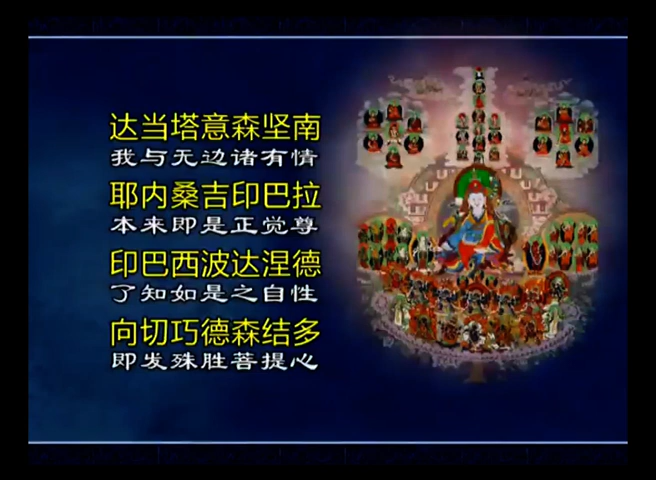 达当塔意森坚南
我与无边诸有情
耶内桑吉印巴拉
本来即是正觉尊
印巴西波达涅德
了知如是之自性
向切巧德森结多
即发殊胜菩提心